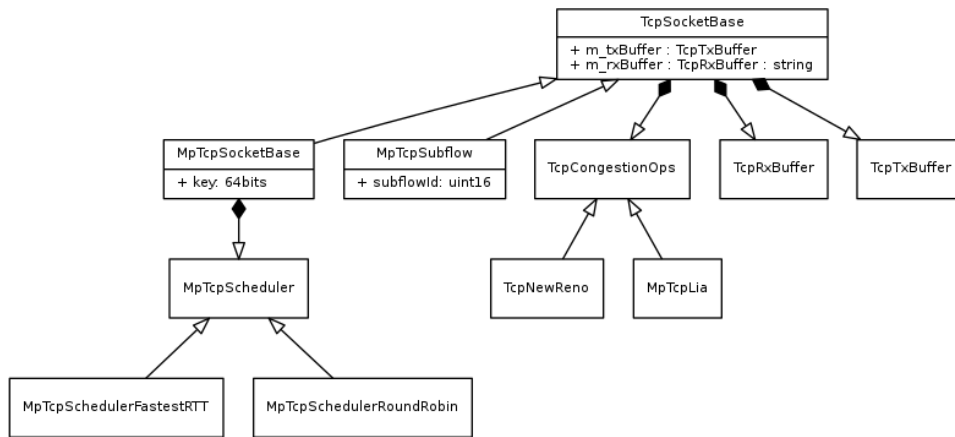 TcpSocketBase
+ m_txBuffer : TcpTxBuffer
+ m_rxBuffer : TcpRxBuffer : string
MpTcpSocketBase
+ key: 64bits
MpTcpSubflow
+ subflowId: uint16
TcpCongestionOps
TcpRxBuffer
TcpTxBuffer
MpTcpScheduler
TcpNewReno
MpTcpLia
MpTcpSchedulerFastestRTT
MpTcpSchedulerRoundRobin